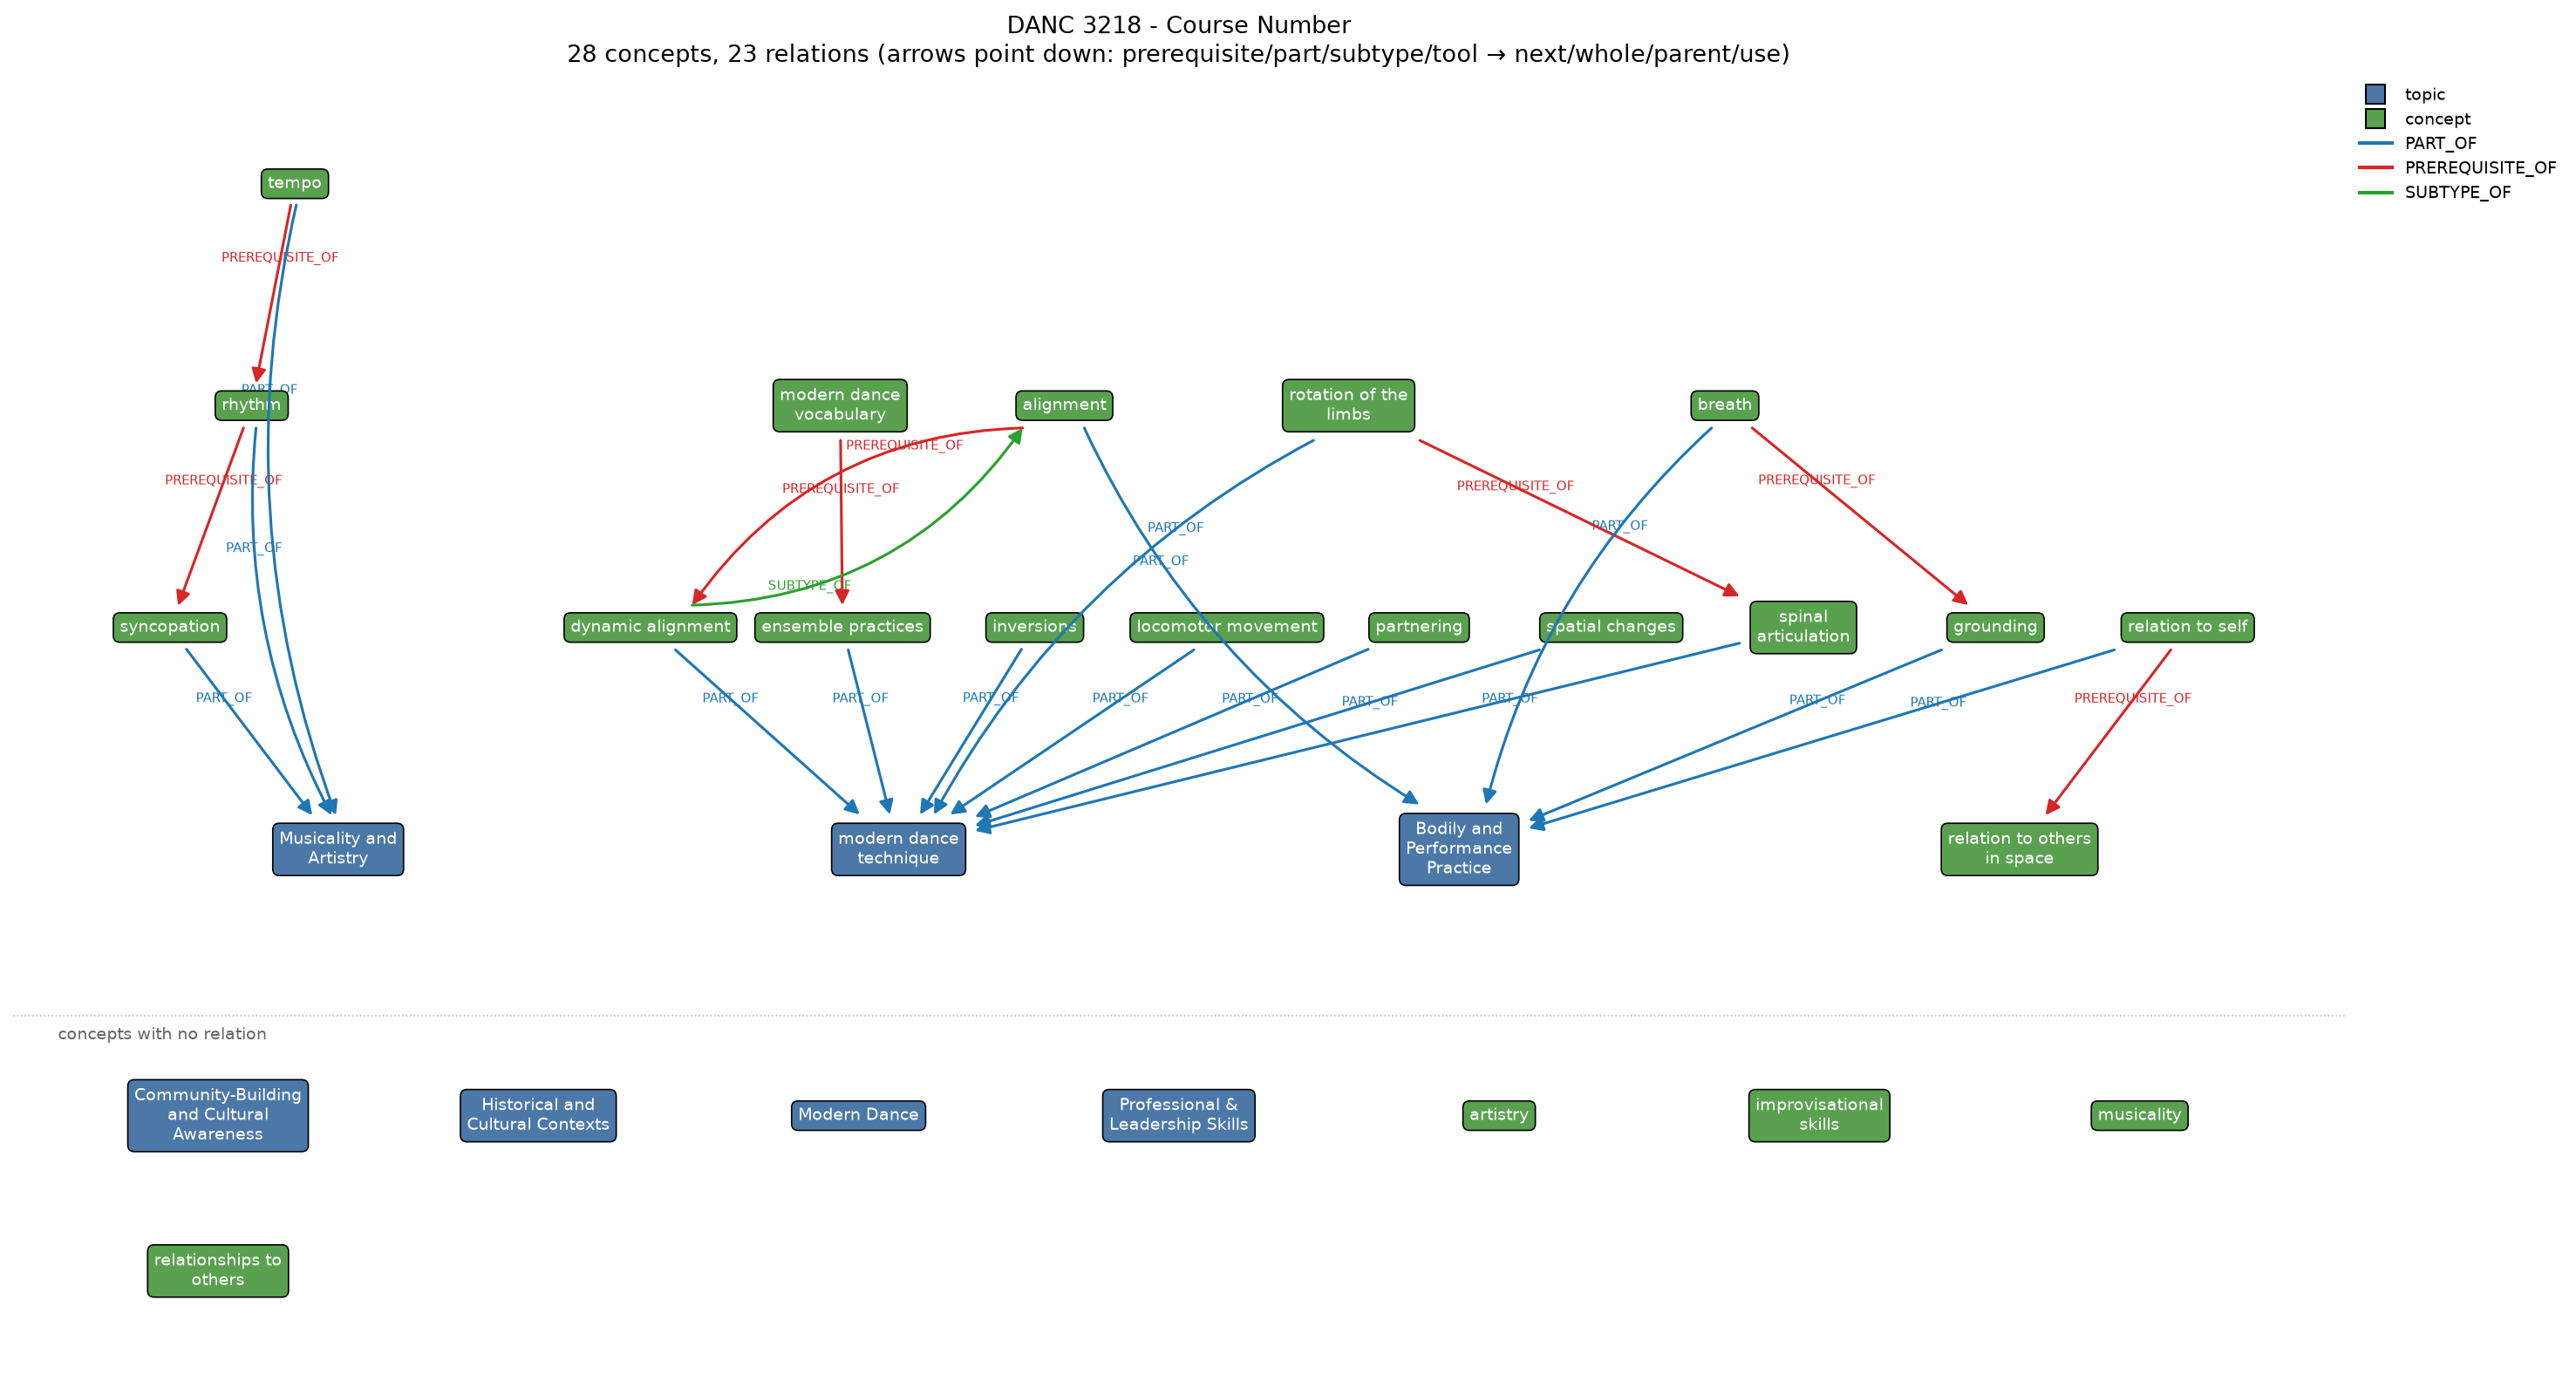 DANC 3218 - Course Number
28 concepts, 23 relations (arrows point down: prerequisite/part/subtype/tool → next/whole/parent/use)
topic
concept
PART_OF
PREREQUISITE_OF
SUBTYPE_OF
tempo
PREREQUISITE_OF
PART_OF
rhythm
modern dance
vocabulary
alignment
rotation of the
limbs
breath
PREREQUISITE_OF
PREREQUISITE_OF
PREREQUISITE_OF
PREREQUISITE_OF
PREREQUISITE_OF
PART_OF
PART_OF
PART_OF
PART_OF
SUBTYPE_OF
syncopation
dynamic alignment
ensemble practices
inversions
locomotor movement
partnering
spatial changes
spinal
articulation
grounding
relation to self
PART_OF
PART_OF
PART_OF
PART_OF
PART_OF
PART_OF
PART_OF
PART_OF
PART_OF
PART_OF
PREREQUISITE_OF
Musicality and
Artistry
modern dance
technique
Bodily and
Performance
Practice
relation to others
in space
concepts with no relation
Community-Building
and Cultural
Awareness
Historical and
Cultural Contexts
Modern Dance
Professional &
Leadership Skills
artistry
improvisational
skills
musicality
relationships to
others